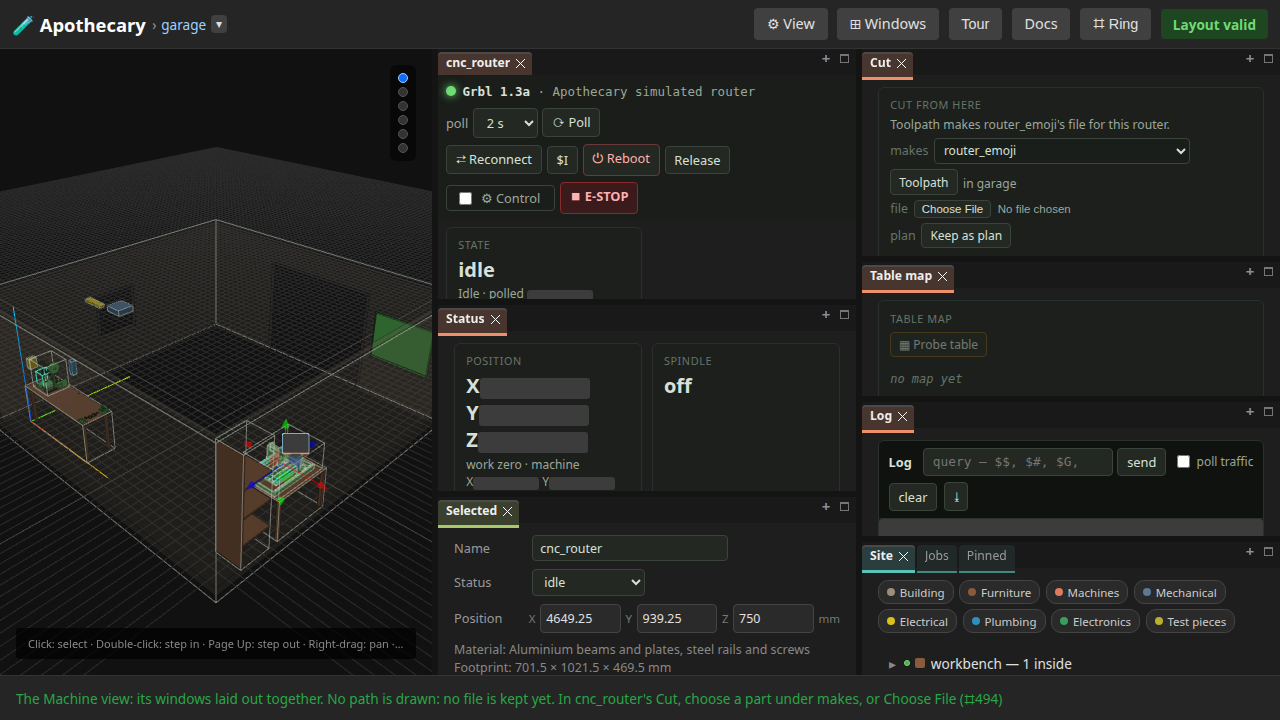 🧪 Apothecary › garage ▾
⚙ View
⊞ Windows
Tour
Docs
⌗ Ring
Layout valid
cnc_router
Grbl 1.3a · Apothecary simulated router
poll 2 s ⟳ Poll
⇄ Reconnect $I ⏻ Reboot Release
⚙ Control ■ E-STOP
STATE
idle
Idle · polled
Status
POSITION
X
Y
Z
work zero · machine
X Y
SPINDLE
off
Selected
Name cnc_router
Status idle
Position X 4649.25 Y 939.25 Z 750 mm
Material: Aluminium beams and plates, steel rails and screws
Footprint: 701.5 × 1021.5 × 469.5 mm
Cut
CUT FROM HERE
Toolpath makes router_emoji's file for this router.
makes router_emoji
Toolpath in garage
file Choose File No file chosen
plan Keep as plan
Table map
TABLE MAP
▦ Probe table
no map yet
Log
Log query — $$, $#, $G, send poll traffic
clear ⭳
Site Jobs Pinned
Building Furniture Machines Mechanical
Electrical Plumbing Electronics Test pieces
▸ workbench — 1 inside
Click: select · Double-click: step in · Page Up: step out · Right-drag: pan ·…
The Machine view: its windows laid out together. No path is drawn: no file is kept yet. In cnc_router's Cut, choose a part under makes, or Choose File (⌗494)